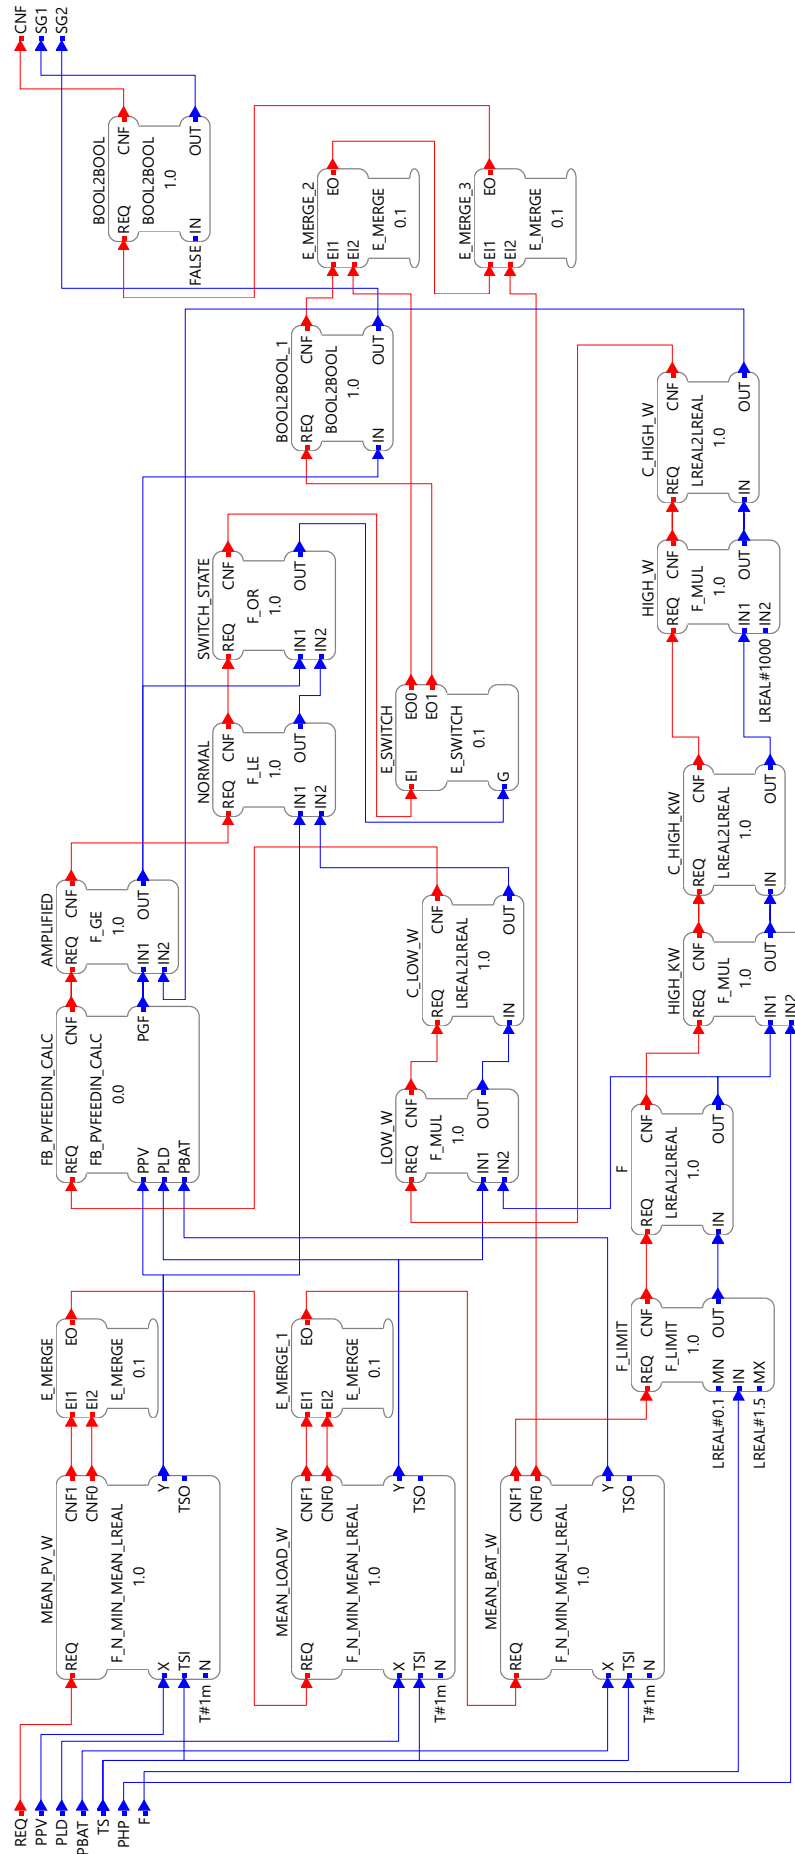 REQ
PPV
PLD
PBAT
TS
PHP
F
MEAN_PV_W
REQ
CNF1
CNF0
F_N_MIN_MEAN_LREAL
1.0
X
Y
TSI
TSO
T#1m
N
E_MERGE
EI1
EO
EI2
E_MERGE
0.1
FB_PVFEEDIN_CALC
REQ
CNF
FB_PVFEEDIN_CALC
0.0
PPV
PGF
PLD
PBAT
AMPLIFIED
REQ
CNF
F_GE
1.0
IN1
OUT
IN2
BOOL2BOOL
REQ
CNF
BOOL2BOOL
1.0
FALSE
IN
OUT
CNF
SG1
SG2
NORMAL
REQ
CNF
F_LE
1.0
IN1
OUT
IN2
SWITCH_STATE
REQ
CNF
F_OR
1.0
IN1
OUT
IN2
MEAN_LOAD_W
REQ
CNF1
CNF0
F_N_MIN_MEAN_LREAL
1.0
X
Y
TSI
TSO
T#1m
N
E_MERGE_1
EI1
EO
EI2
E_MERGE
0.1
BOOL2BOOL_1
REQ
CNF
BOOL2BOOL
1.0
IN
OUT
E_MERGE_2
EI1
EO
EI2
E_MERGE
0.1
LOW_W
REQ
CNF
F_MUL
1.0
IN1
OUT
IN2
C_LOW_W
REQ
CNF
LREAL2LREAL
1.0
IN
OUT
E_SWITCH
EI
EO0
EO1
E_SWITCH
0.1
G
E_MERGE_3
EI1
EO
EI2
E_MERGE
0.1
MEAN_BAT_W
REQ
CNF1
CNF0
F_N_MIN_MEAN_LREAL
1.0
X
Y
TSI
TSO
T#1m
N
F_LIMIT
REQ
CNF
F_LIMIT
1.0
LREAL#0.1
MN
OUT
IN
LREAL#1.5
MX
F
REQ
CNF
LREAL2LREAL
1.0
IN
OUT
HIGH_KW
REQ
CNF
F_MUL
1.0
IN1
OUT
IN2
C_HIGH_KW
REQ
CNF
LREAL2LREAL
1.0
IN
OUT
HIGH_W
REQ
CNF
F_MUL
1.0
IN1
OUT
LREAL#1000
IN2
C_HIGH_W
REQ
CNF
LREAL2LREAL
1.0
IN
OUT